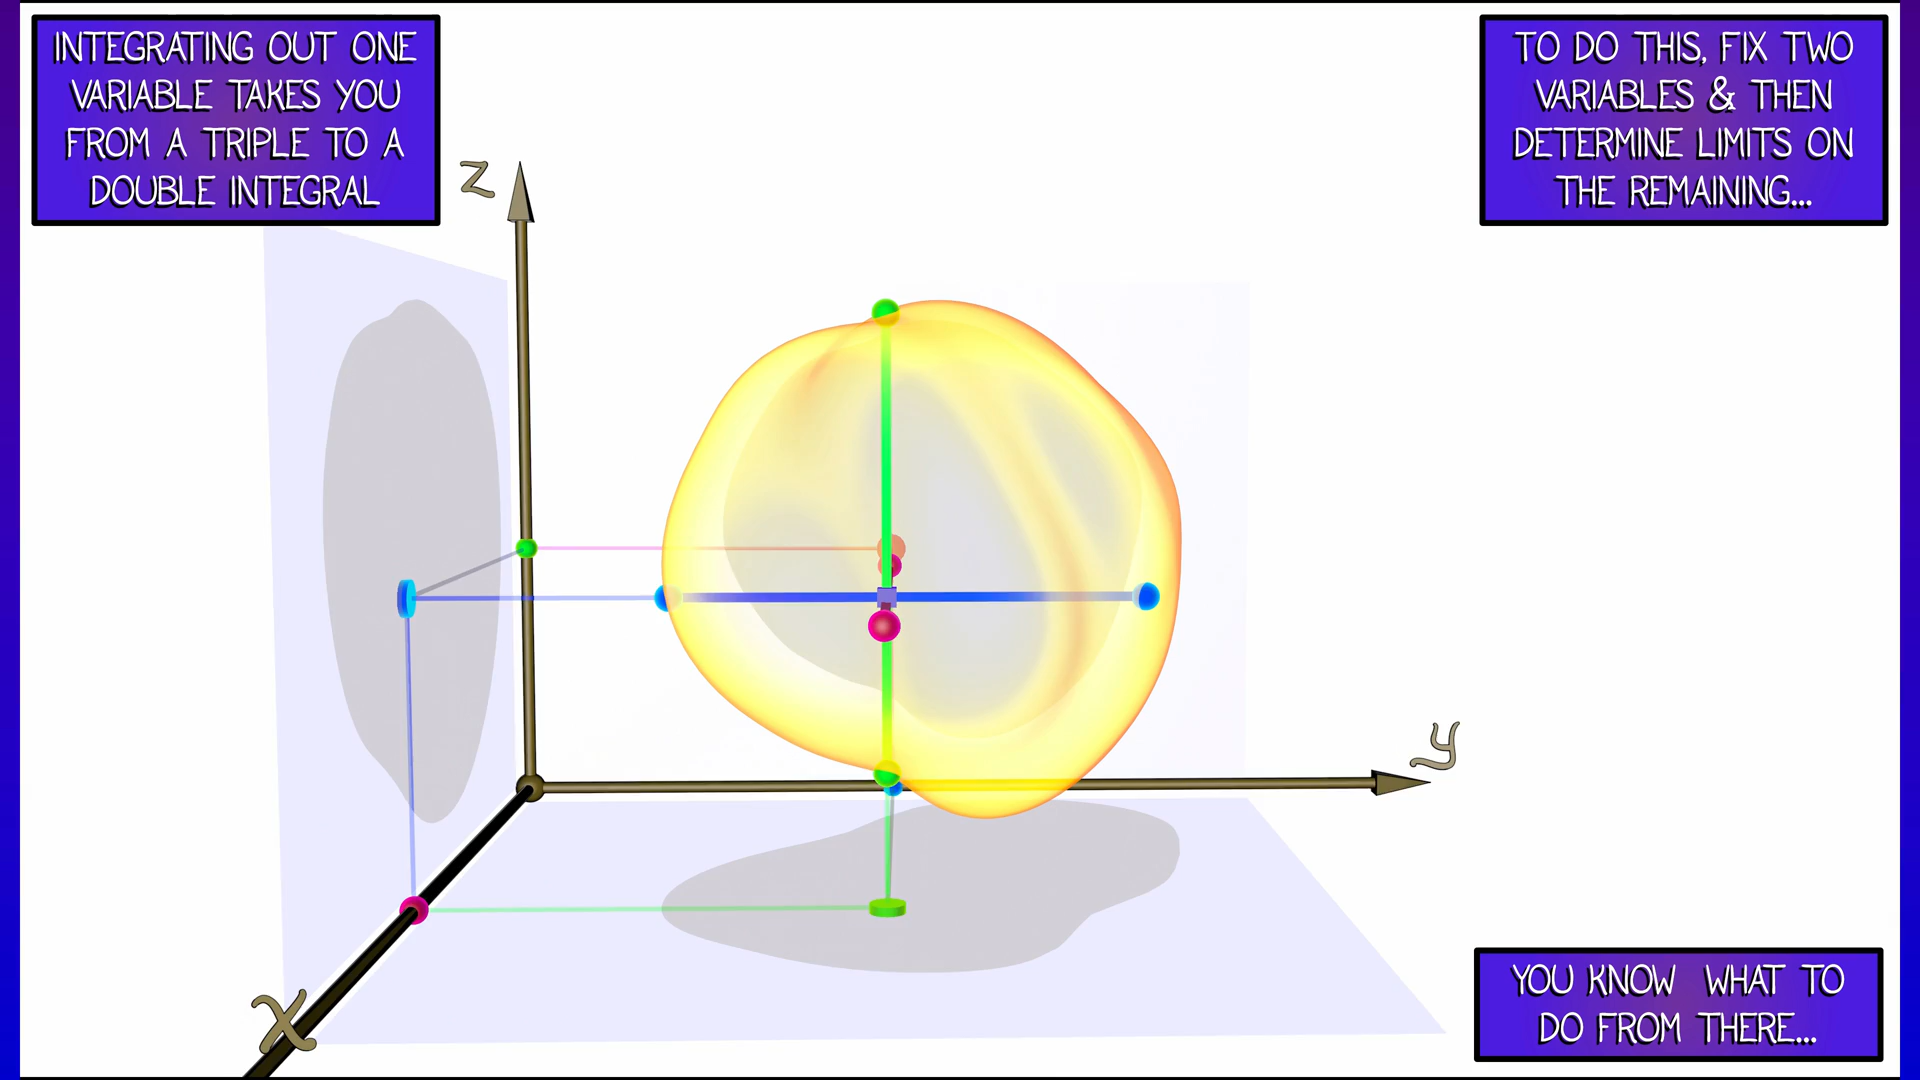 INTEGRATING OUT ONE
VARIABLE TAKES YOU
FROM A TRIPLE TO A
DOUBLE INTEGRAL
TO DO THIS, FIX TWO
VARIABLES & THEN
DETERMINE LIMITS ON
THE REMAINING...
z
y
x
YOU KNOW WHAT TO
DO FROM THERE...